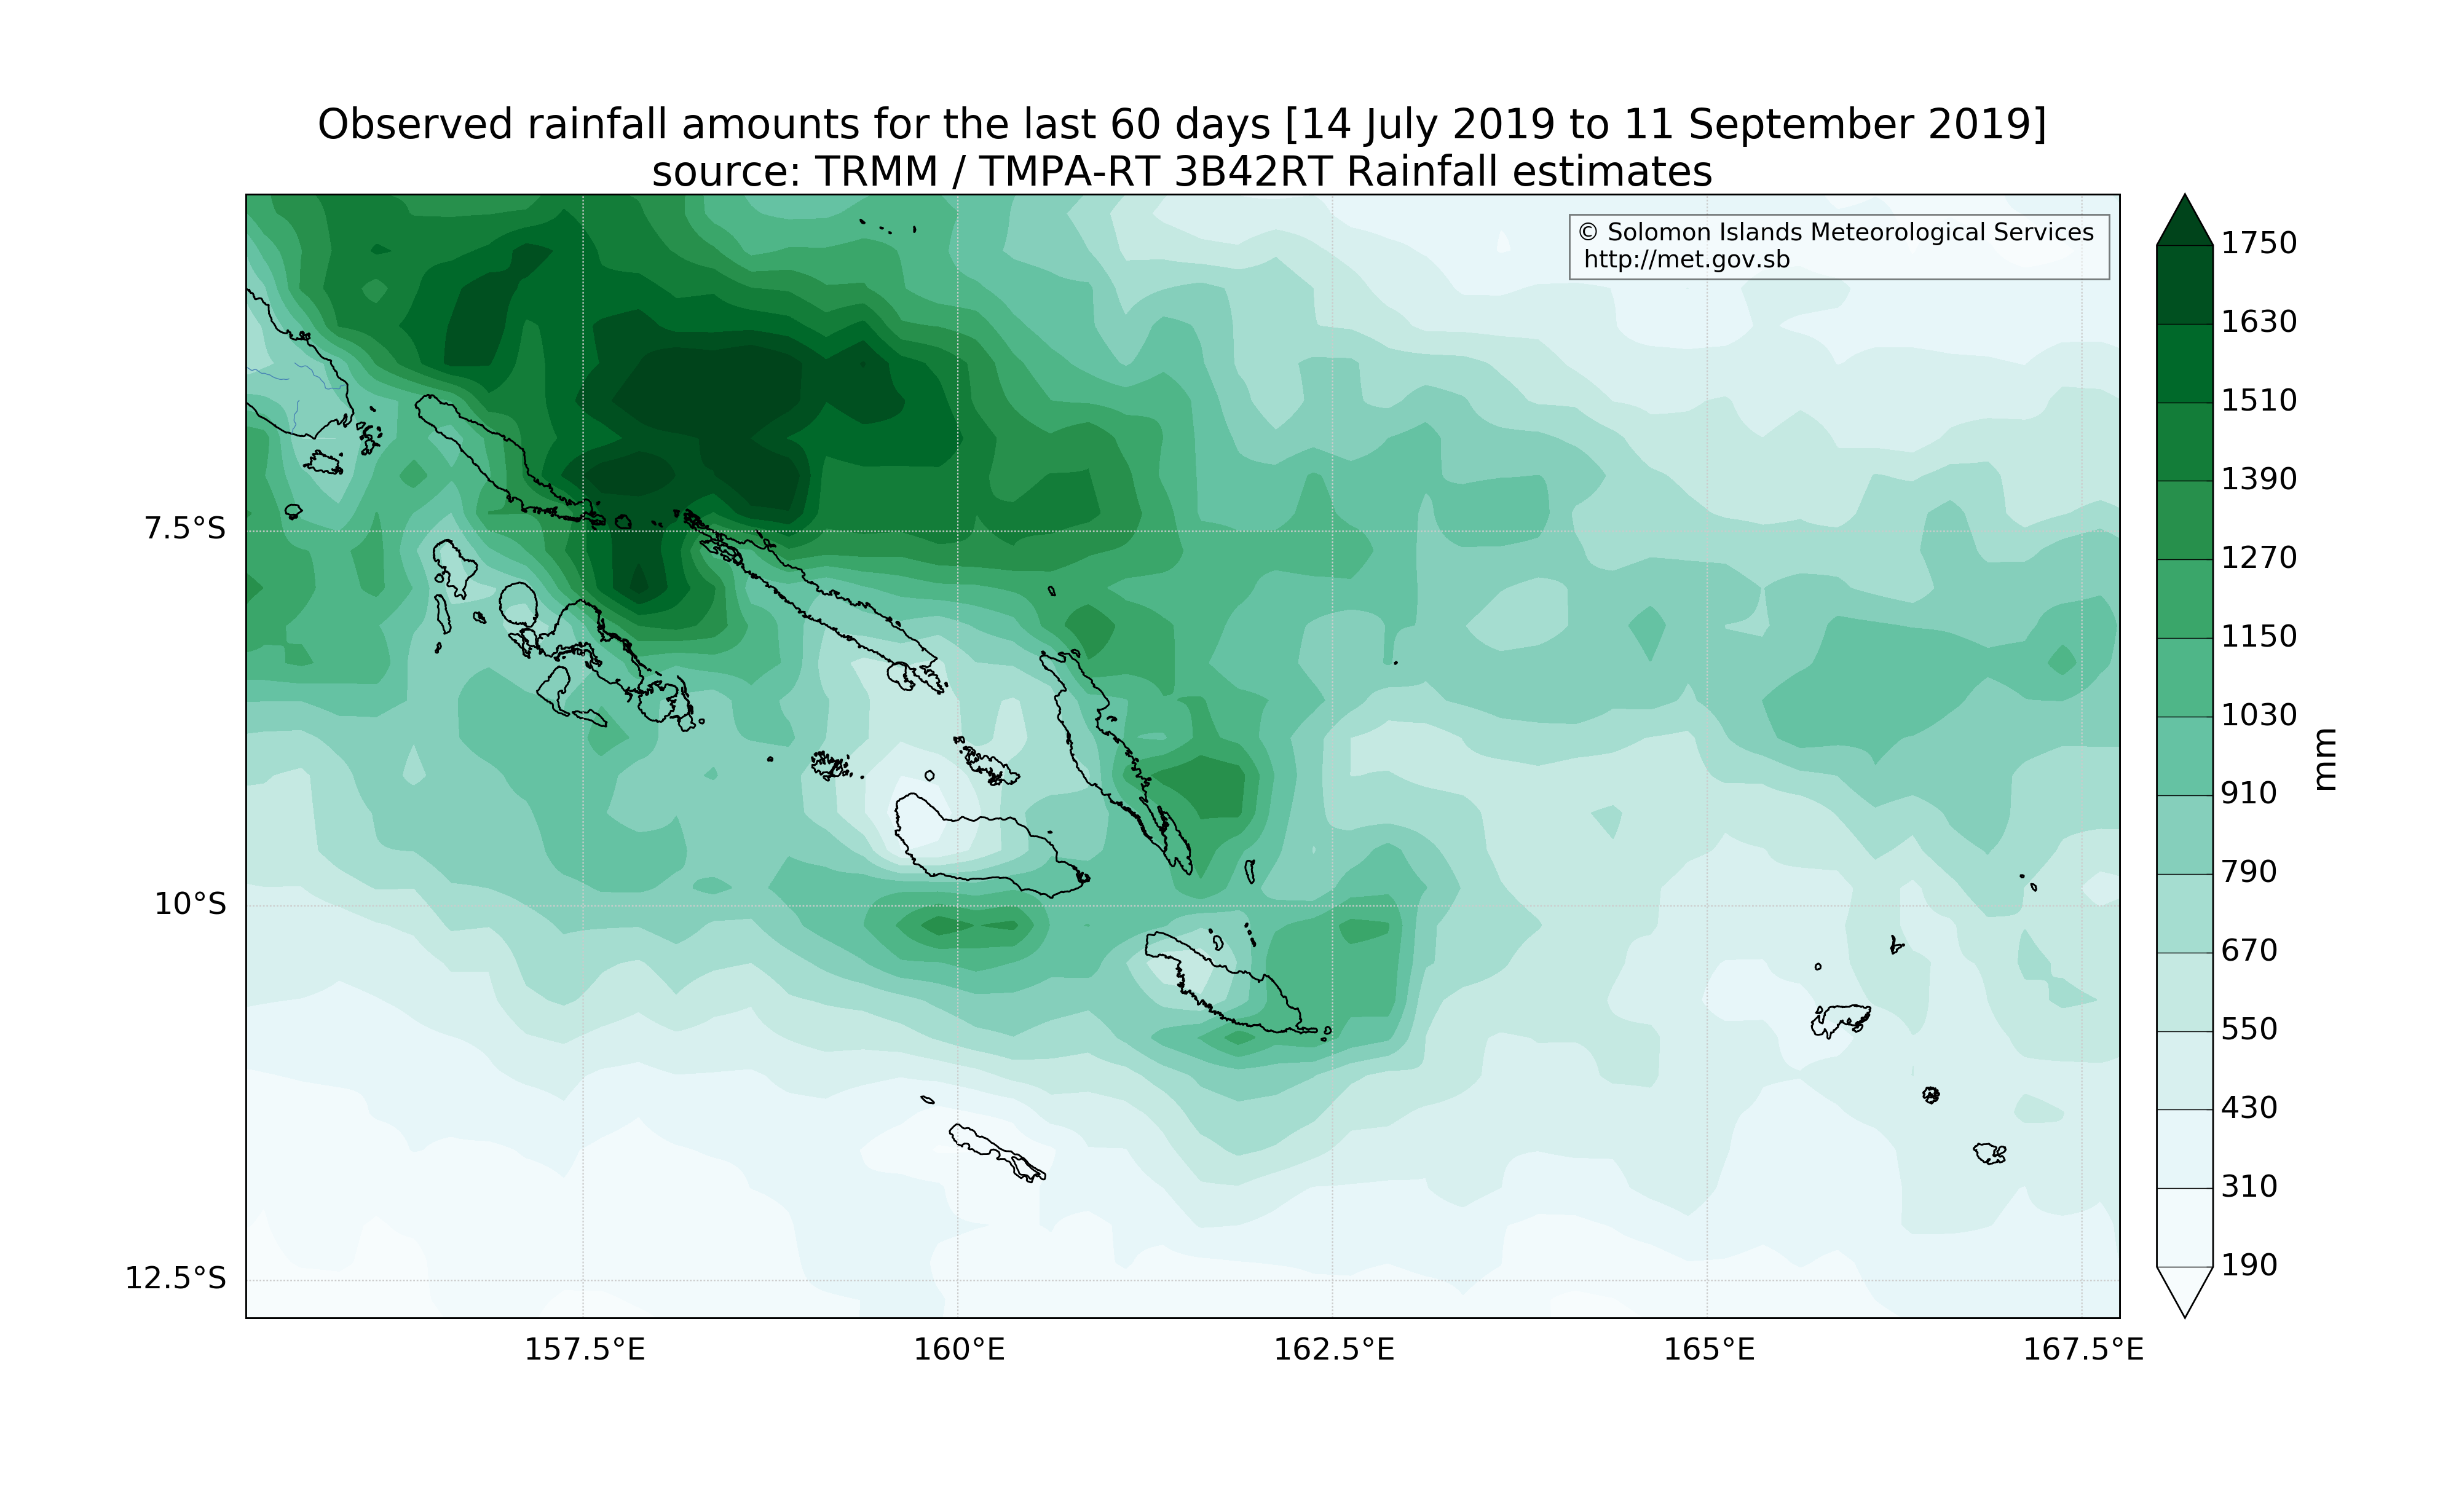 Observed rainfall amounts for the last 60 days [14 July 2019 to 11 September 2019]
source: TRMM / TMPA-RT 3B42RT Rainfall estimates
© Solomon Islands Meteorological Services
http://met.gov.sb
7.5°S
10°S
12.5°S
157.5°E
160°E
162.5°E
165°E
167.5°E
1750
1630
1510
1390
1270
1150
1030
910
790
670
550
430
310
190
mm